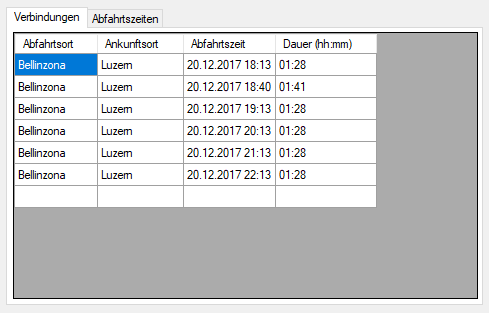 Verbindungen Abfahrtszeiten
Abfahrtsort Ankunftsort Abfahrtszeit Dauer (hh:mm)
Bellinzona Luzern 20.12.2017 18:13 01:28
Bellinzona Luzern 20.12.2017 18:40 01:41
Bellinzona Luzern 20.12.2017 19:13 01:28
Bellinzona Luzern 20.12.2017 20:13 01:28
Bellinzona Luzern 20.12.2017 21:13 01:28
Bellinzona Luzern 20.12.2017 22:13 01:28